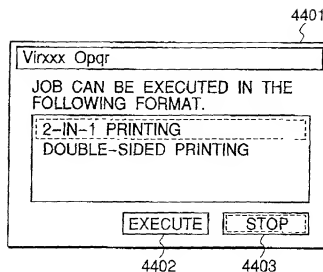 4401
Virxxx Opqr
JOB CAN BE EXECUTED IN THE
FOLLOWING FORMAT.
2-IN-1 PRINTING
DOUBLE-SIDED PRINTING
EXECUTE STOP
4402 4403